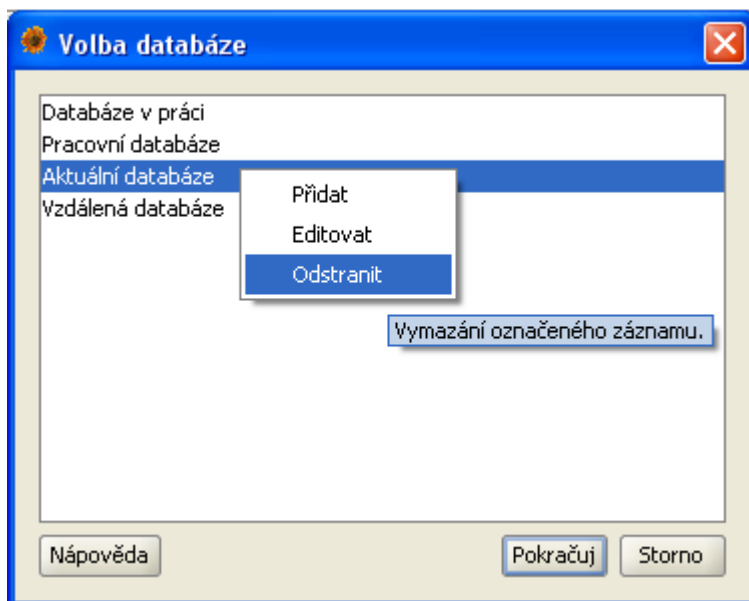 Volba databáze
Databáze v práci
Pracovní databáze
Aktuální databáze
Vzdálená databáze
Přidat
Editovat
Odstranit
Vymazání označeného záznamu.
Nápověda
Pokračuj
Storno